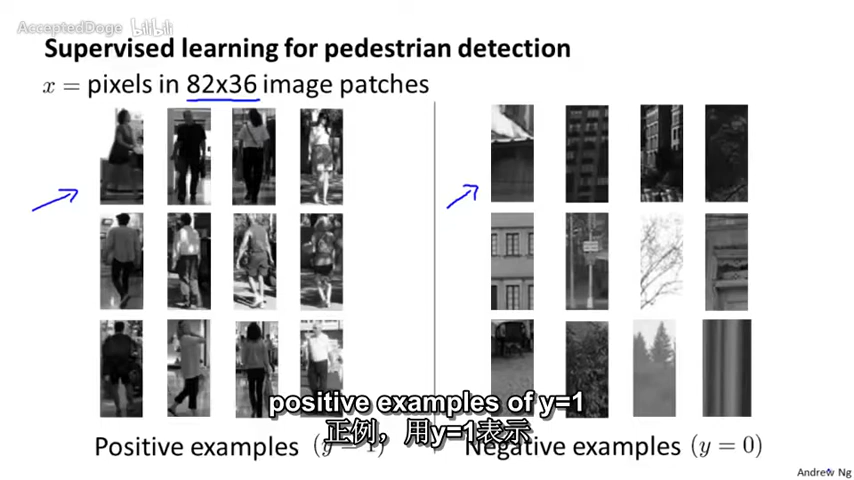 AcceptedDoge bilibili
Supervised learning for pedestrian detection
x = pixels in 82x36 image patches
positive examples of y=1
正例，用y=1表示
Positive examples (y = 1)
Negative examples (y = 0)
Andrew Ng